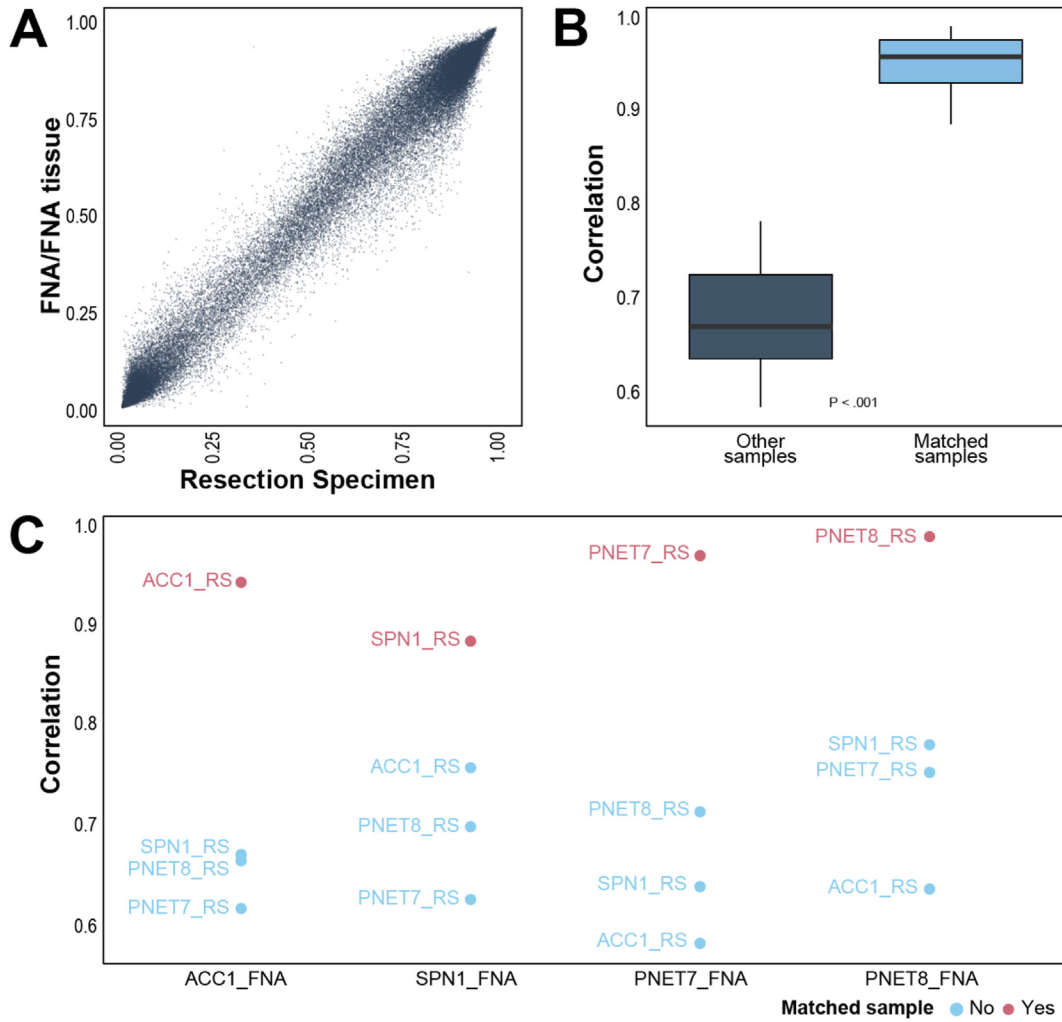 A
1.00
0.75
0.50
0.25
0.00
FNA/FNA tissue
0.00
0.25
0.50
0.75
1.00
Resection Specimen
B
1.0
0.9
0.8
0.7
0.6
Correlation
P < .001
Other
samples
Matched
samples
C
1.0
0.9
0.8
0.7
0.6
Correlation
ACC1_RS
SPN1_RS
PNET8_RS
PNET7_RS
SPN1_RS
ACC1_RS
PNET8_RS
PNET7_RS
PNET7_RS
PNET8_RS
SPN1_RS
ACC1_RS
PNET8_RS
SPN1_RS
PNET7_RS
ACC1_RS
ACC1_FNA
SPN1_FNA
PNET7_FNA
PNET8_FNA
Matched sample No Yes